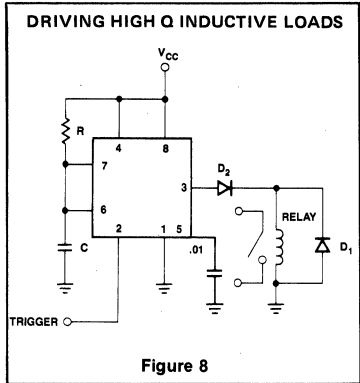 DRIVING HIGH Q INDUCTIVE LOADS
VCC
R
4
8
7
D2
3
6
2
1
5
RELAY
D1
C
.01
TRIGGER
Figure 8